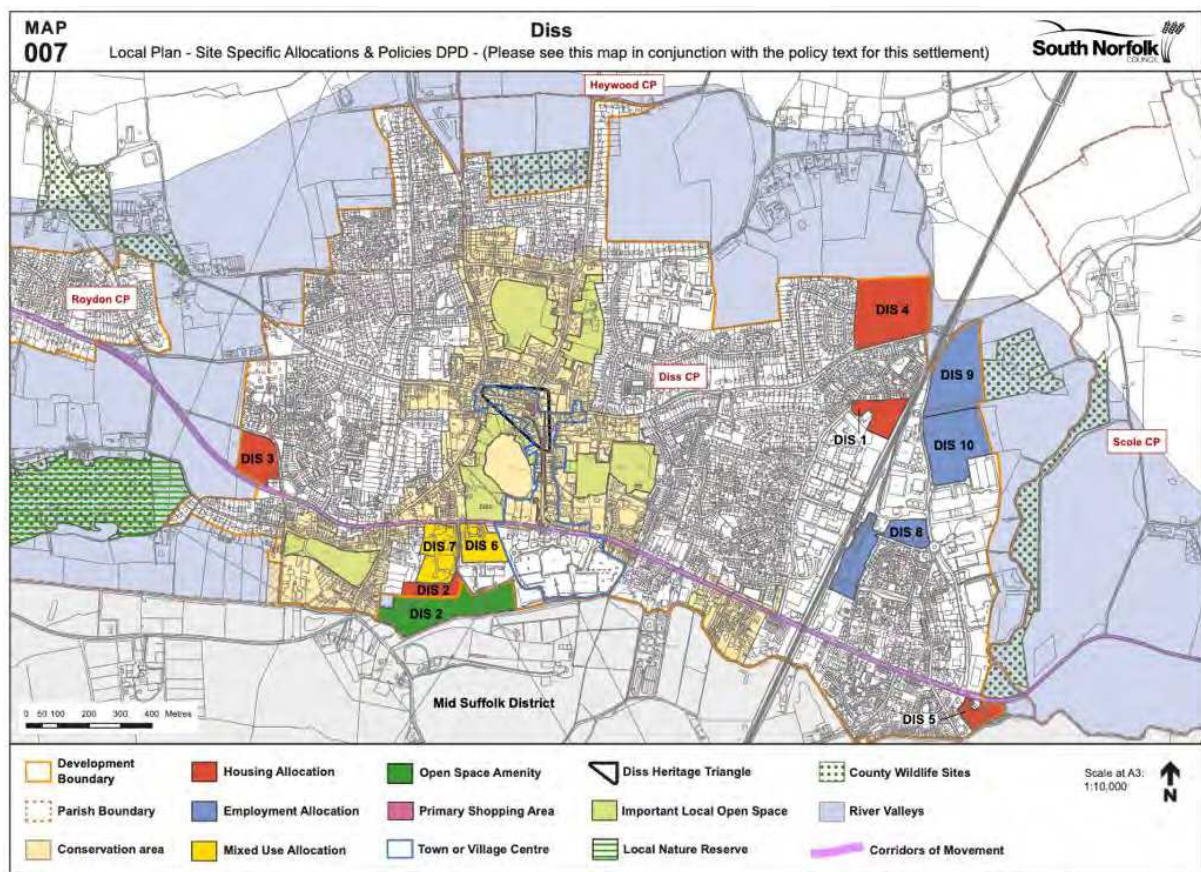 MAP
007
Diss
Local Plan - Site Specific Allocations & Policies DPD - (Please see this map in conjunction with the policy text for this settlement)
South Norfolk
COUNCIL
Heywood CP
Roydon CP
DIS 4
Diss CP
DIS 9
DIS 1
DIS 10
Scole CP
DIS 3
DIS 8
DIS 7
DIS 6
DIS 2
DIS 2
Mid Suffolk District
DIS 5
0 50 100 200 300 400 Metres
Development Boundary
Housing Allocation
Open Space Amenity
Diss Heritage Triangle
County Wildlife Sites
Scale at A3:
1:10,000
N
Parish Boundary
Employment Allocation
Primary Shopping Area
Important Local Open Space
River Valleys
Conservation area
Mixed Use Allocation
Town or Village Centre
Local Nature Reserve
Corridors of Movement